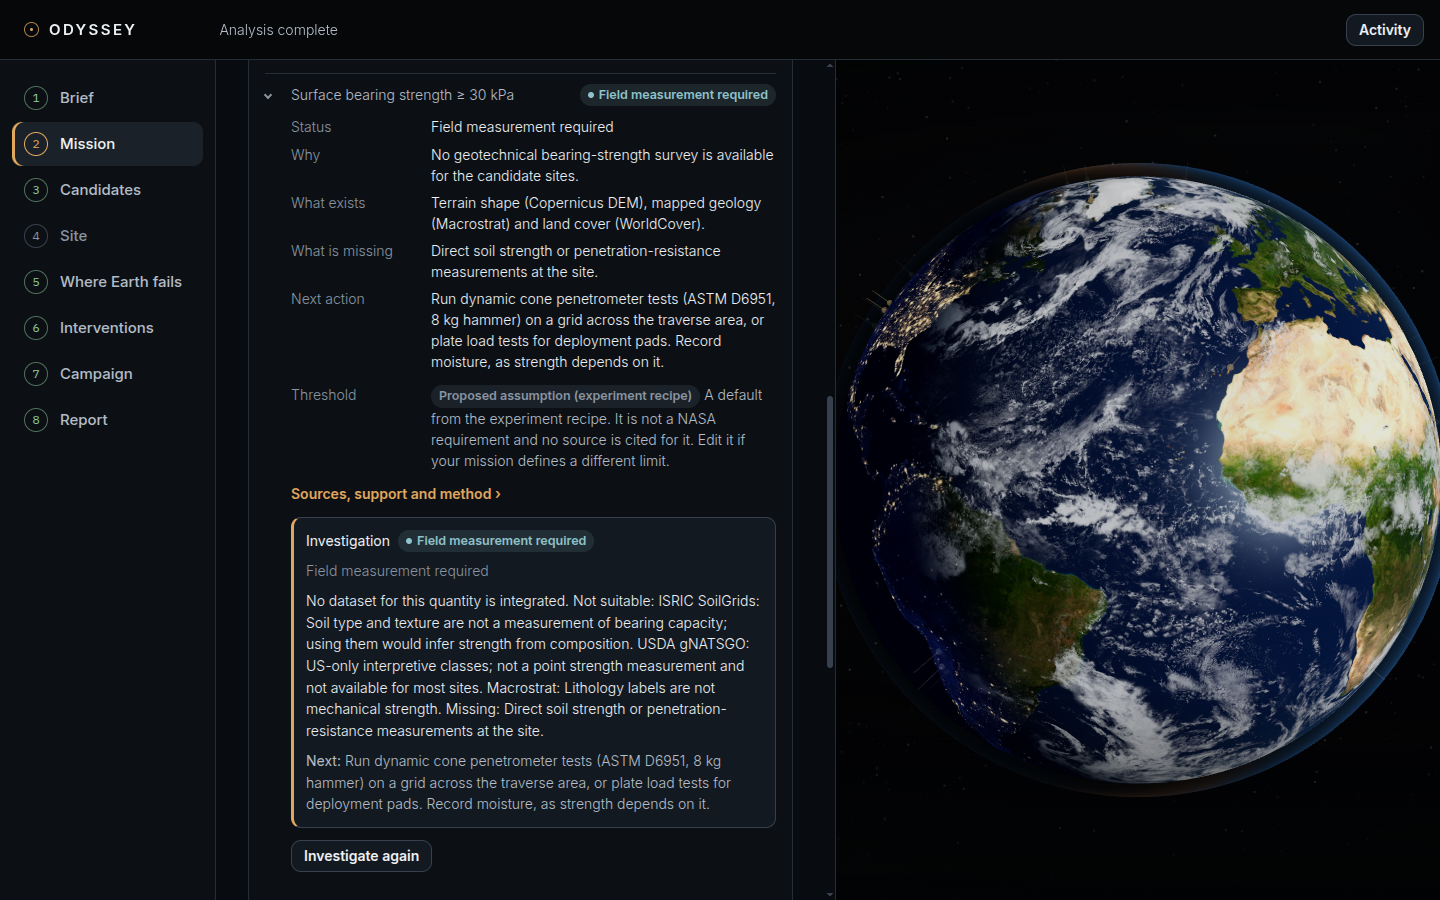 ODYSSEY
Analysis complete
Activity
1 Brief
2 Mission
3 Candidates
4 Site
5 Where Earth fails
6 Interventions
7 Campaign
8 Report
Surface bearing strength ≥ 30 kPa
Field measurement required
Status
Field measurement required
Why
No geotechnical bearing-strength survey is available
for the candidate sites.
What exists
Terrain shape (Copernicus DEM), mapped geology
(Macrostrat) and land cover (WorldCover).
What is missing
Direct soil strength or penetration-resistance
measurements at the site.
Next action
Run dynamic cone penetrometer tests (ASTM D6951,
8 kg hammer) on a grid across the traverse area, or
plate load tests for deployment pads. Record
moisture, as strength depends on it.
Threshold
Proposed assumption (experiment recipe) A default
from the experiment recipe. It is not a NASA
requirement and no source is cited for it. Edit it if
your mission defines a different limit.
Sources, support and method ›
Investigation
Field measurement required
Field measurement required
No dataset for this quantity is integrated. Not suitable: ISRIC SoilGrids:
Soil type and texture are not a measurement of bearing capacity;
using them would infer strength from composition. USDA gNATSGO:
US-only interpretive classes; not a point strength measurement and
not available for most sites. Macrostrat: Lithology labels are not
mechanical strength. Missing: Direct soil strength or penetration-
resistance measurements at the site.
Next: Run dynamic cone penetrometer tests (ASTM D6951, 8 kg
hammer) on a grid across the traverse area, or plate load tests for
deployment pads. Record moisture, as strength depends on it.
Investigate again